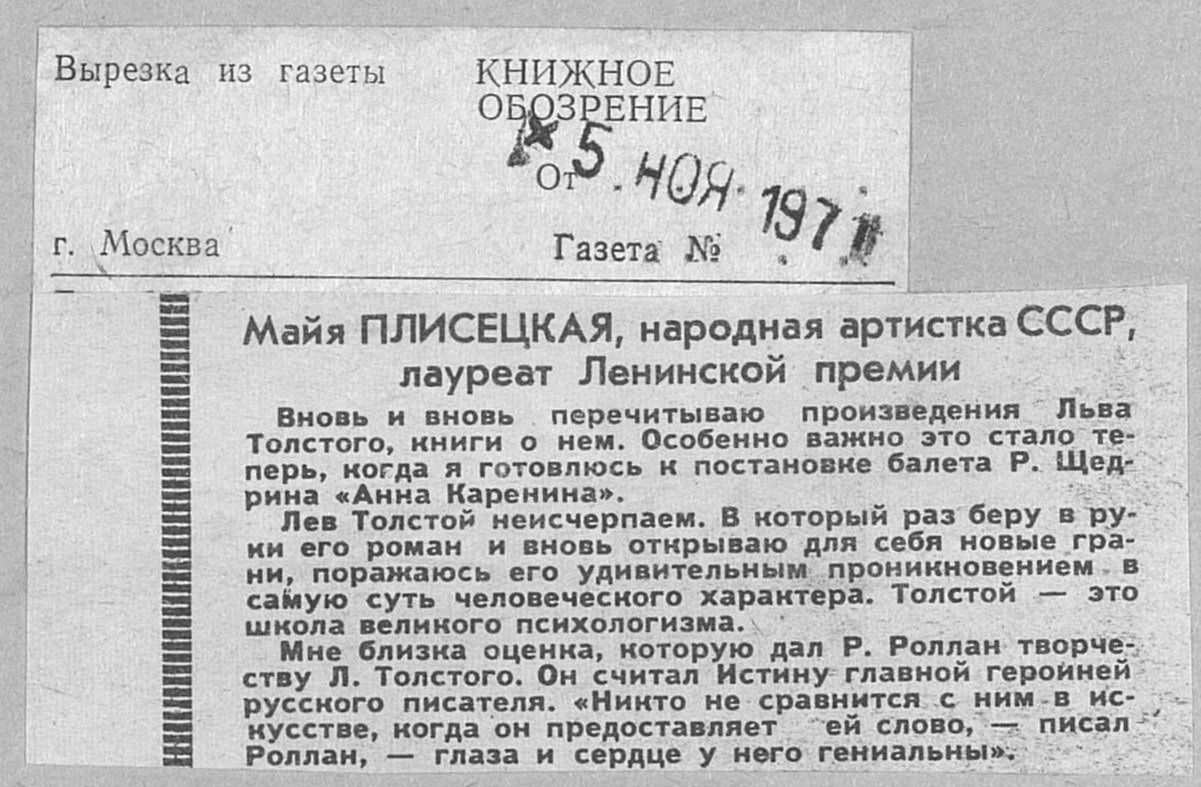 Вырезка из газеты КНИЖНОЕ
ОБОЗРЕНИЕ
От 5 . НОЯ . 197
г. Москва Газета №
Майя ПЛИСЕЦКАЯ, народная артистка СССР,
лауреат Ленинской премии
Вновь и вновь перечитываю произведения Льва
Толстого, книги о нем. Особенно важно это стало те-
перь, когда я готовлюсь к постановке балета Р. Щед-
рина «Анна Каренина».
Лев Толстой неисчерпаем. В который раз беру в ру-
ки его роман и вновь открываю для себя новые гра-
ни, поражаюсь его удивительным проникновением в
самую суть человеческого характера. Толстой — это
школа великого психологизма.
Мне близка оценка, которую дал Р. Роллан творче-
ству Л. Толстого. Он считал Истину главной героиней
русского писателя. «Никто не сравнится с ним в ис-
кусстве, когда он предоставляет ей слово, — писал
Роллан, — глаза и сердце у него гениальны».